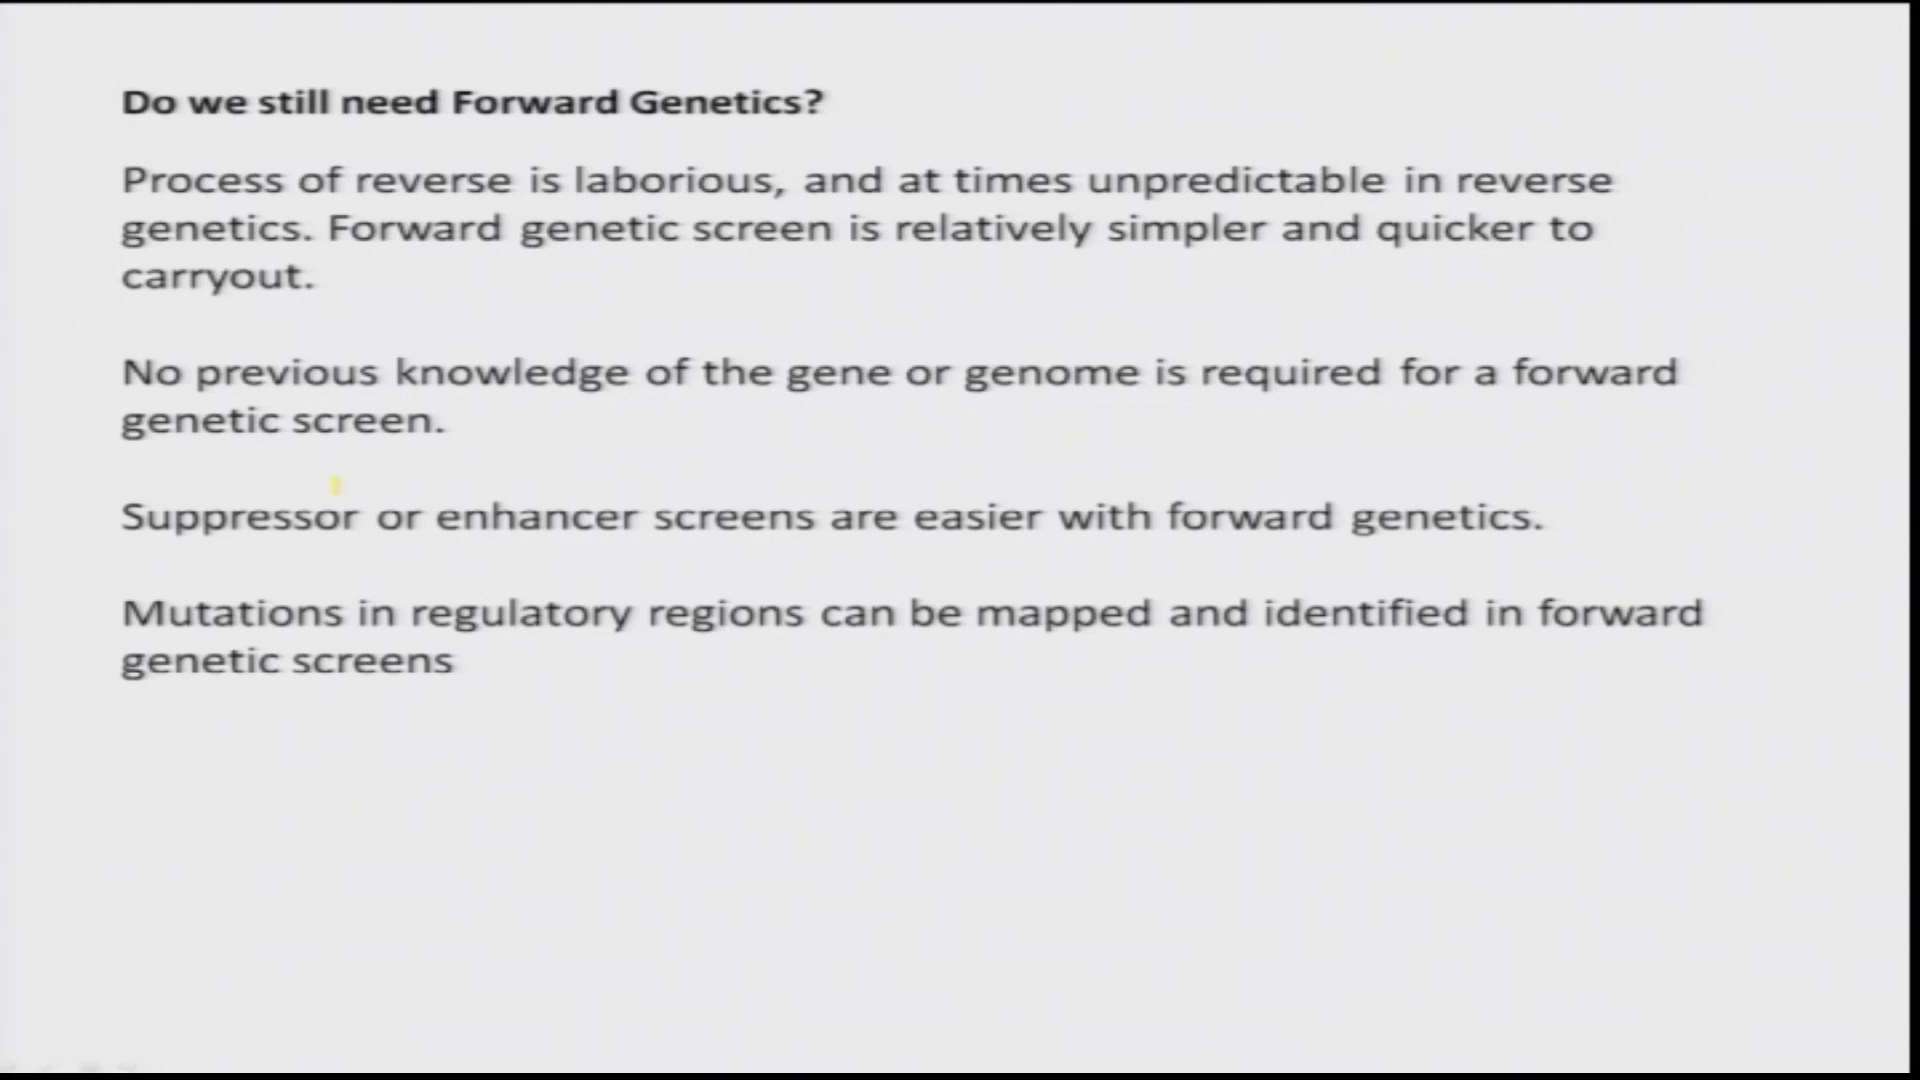 Do we still need Forward Genetics?
Process of reverse is laborious, and at times unpredictable in reverse
genetics. Forward genetic screen is relatively simpler and quicker to
carryout.
No previous knowledge of the gene or genome is required for a forward
genetic screen.
Suppressor or enhancer screens are easier with forward genetics.
Mutations in regulatory regions can be mapped and identified in forward
genetic screens